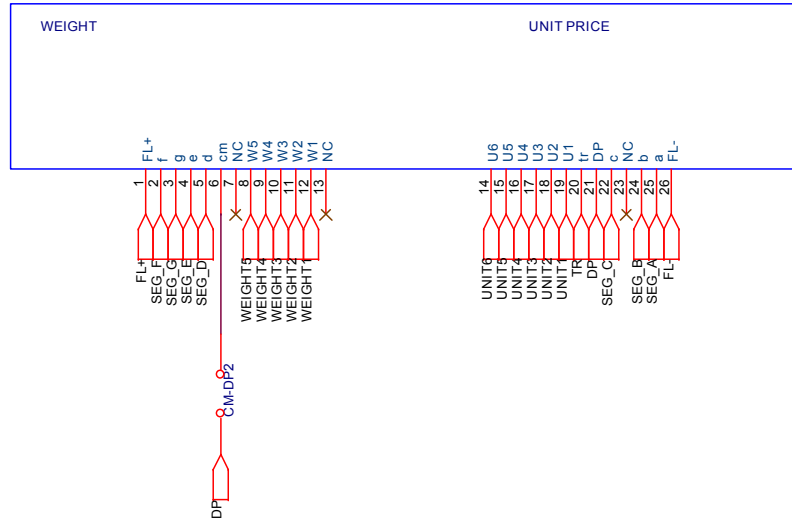 WEIGHT
UNIT PRICE
FL+
f
g
e
d
cm
NC
W5
W4
W3
W2
W1
NC
U6
U5
U4
U3
U2
U1
tr
DP
c
NC
b
a
FL-
1
2
3
4
5
6
7
8
9
10
11
12
13
14
15
16
17
18
19
20
21
22
23
24
25
26
FL+
SEG_F
SEG_G
SEG_E
SEG_D
WEIGHT5
WEIGHT4
WEIGHT3
WEIGHT2
WEIGHT1
UNIT6
UNIT5
UNIT4
UNIT3
UNIT2
UNIT1
TR
DP
SEG_C
SEG_B
SEG_A
FL-
CM-DP2
DP